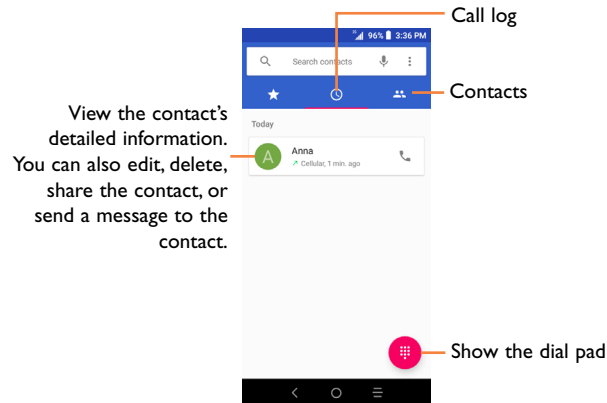 Call log
96% 3:36 PM
Search contacts
Contacts
Today
View the contact's
detailed information.
You can also edit, delete,
share the contact, or
send a message to the
contact.
A
Anna
Cellular, 1 min. ago
Show the dial pad